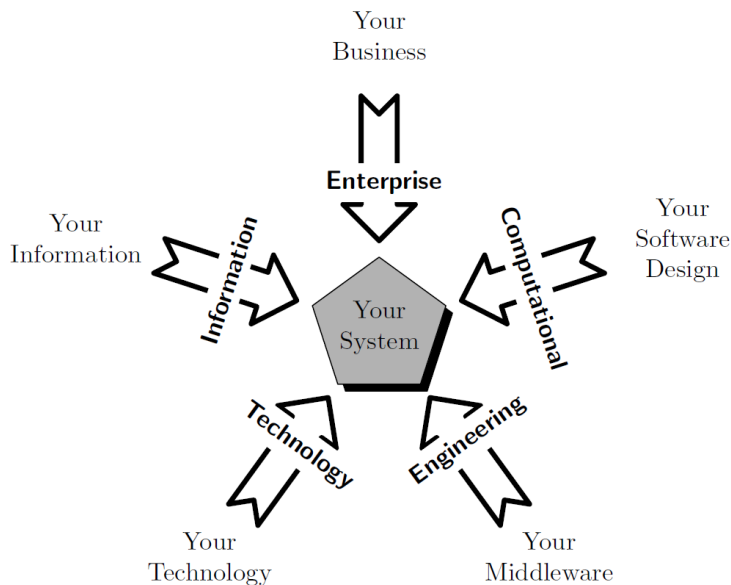 Your
Business
Enterprise
Your
Information
Information
Computational
Your
Software
Design
Your
System
Technology
Engineering
Your
Technology
Your
Middleware